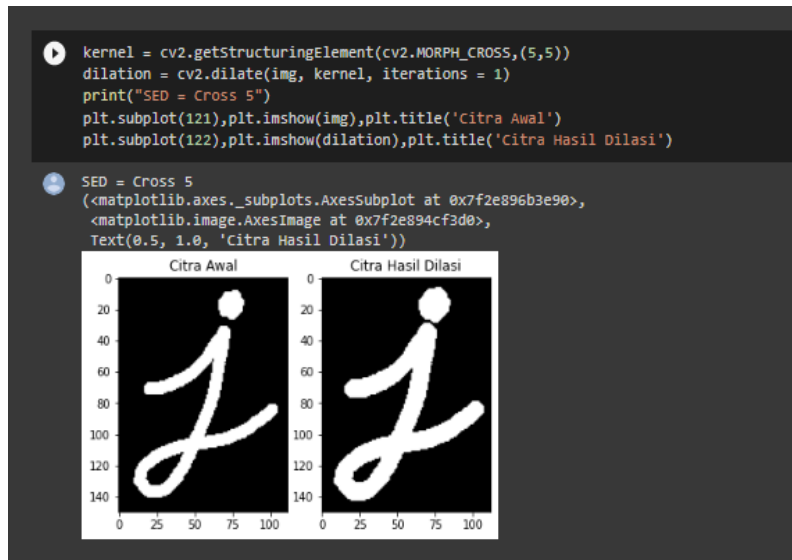 kernel = cv2.getStructuringElement(cv2.MORPH_CROSS,(5,5))
dilation = cv2.dilate(img, kernel, iterations = 1)
print("SED = Cross 5")
plt.subplot(121),plt.imshow(img),plt.title('Citra Awal')
plt.subplot(122),plt.imshow(dilation),plt.title('Citra Hasil Dilasi')
SED = Cross 5
(<matplotlib.axes._subplots.AxesSubplot at 0x7f2e896b3e90>,
 <matplotlib.image.AxesImage at 0x7f2e894cf3d0>,
 Text(0.5, 1.0, 'Citra Hasil Dilasi'))
Citra Awal Citra Hasil Dilasi
0 0
20 20
40 40
60 60
80 80
100 100
120 120
140 140
0 25 50 75 100 0 25 50 75 100